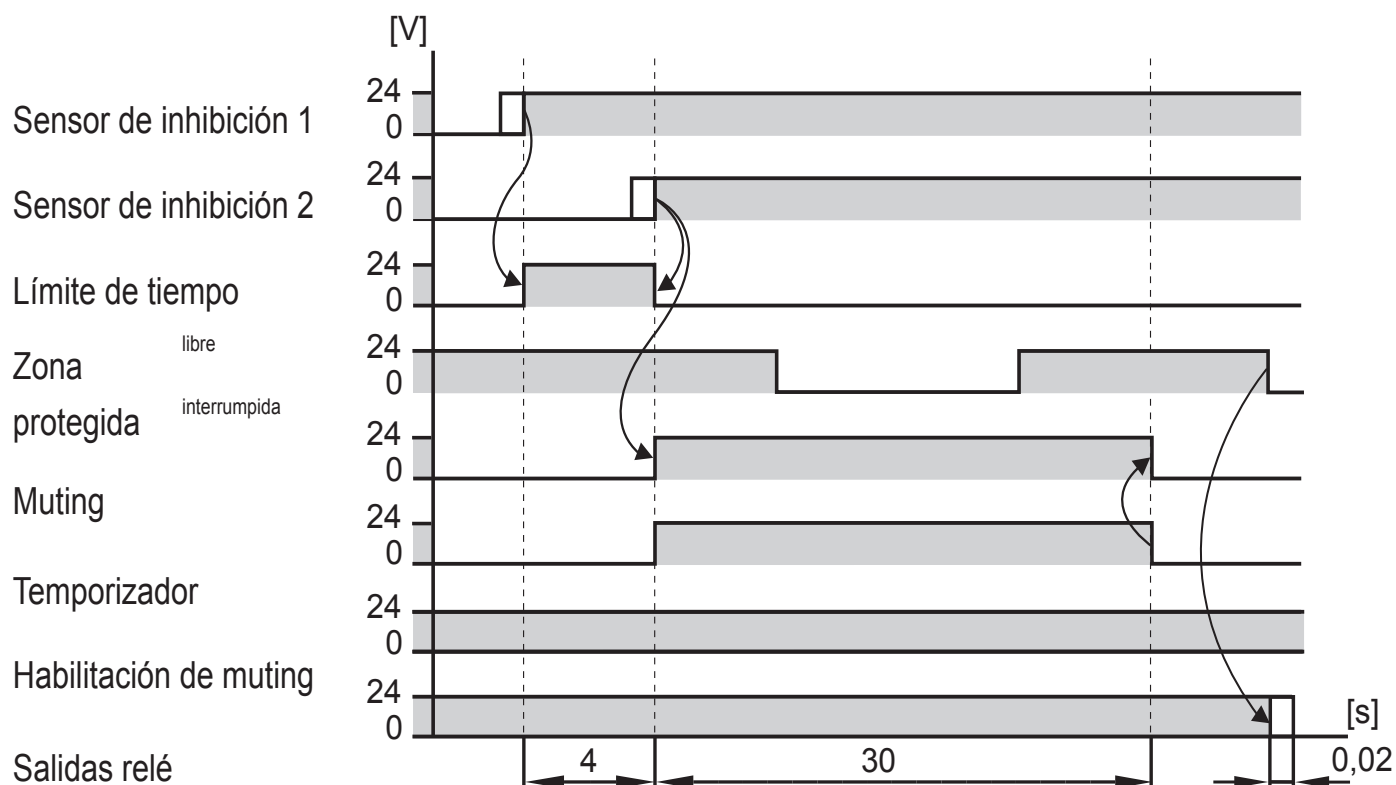 [V]
24
Sensor de inhibición 1
0
24
Sensor de inhibición 2
0
24
Límite de tiempo
0
libre
24
Zona
0
protegida
interrumpida
24
0
Muting
24
0
Temporizador
24
0
Habilitación de muting
24
0
[s]
Salidas relé
4
30
0,02